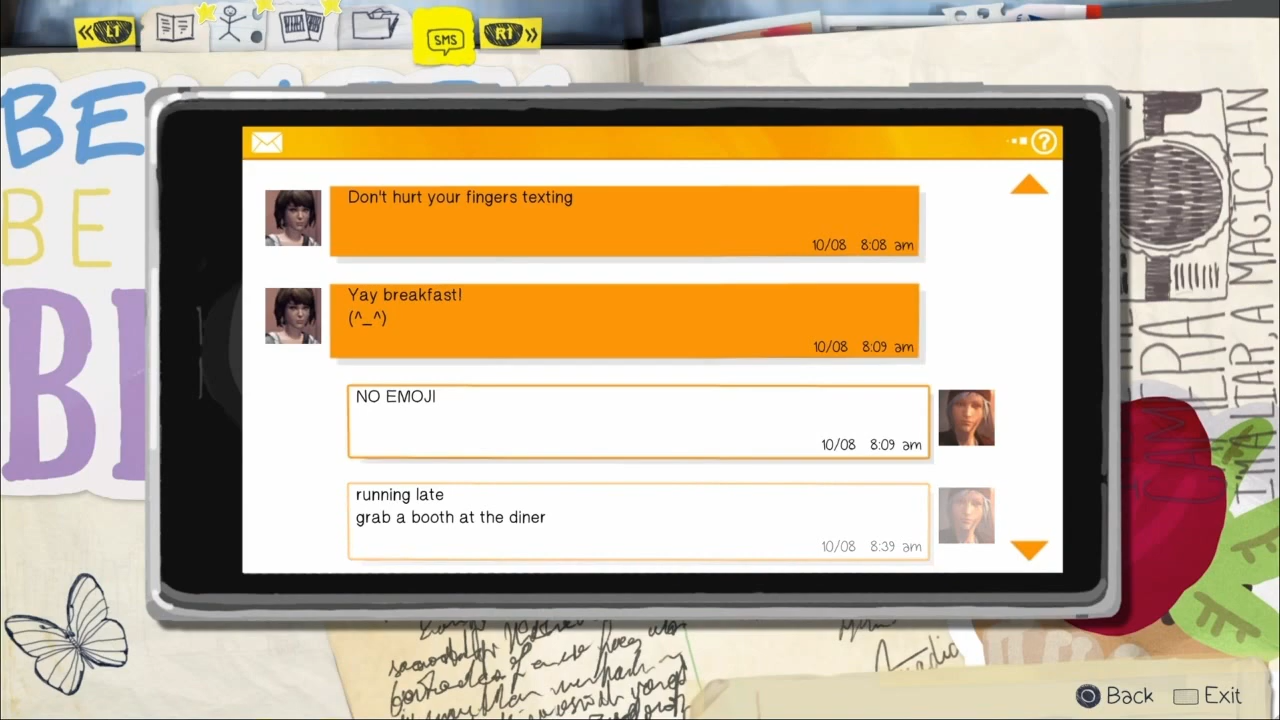 L1
SMS
R1
BE
BE
Don't hurt your fingers texting
10/08 8:08 am
Yay breakfast!
(^_^)
10/08 8:09 am
NO EMOJI
10/08 8:09 am
running late
grab a booth at the diner
10/08 8:39 am
CAMERA
I'M A LIAR, A MAGICIAN
Back
Exit